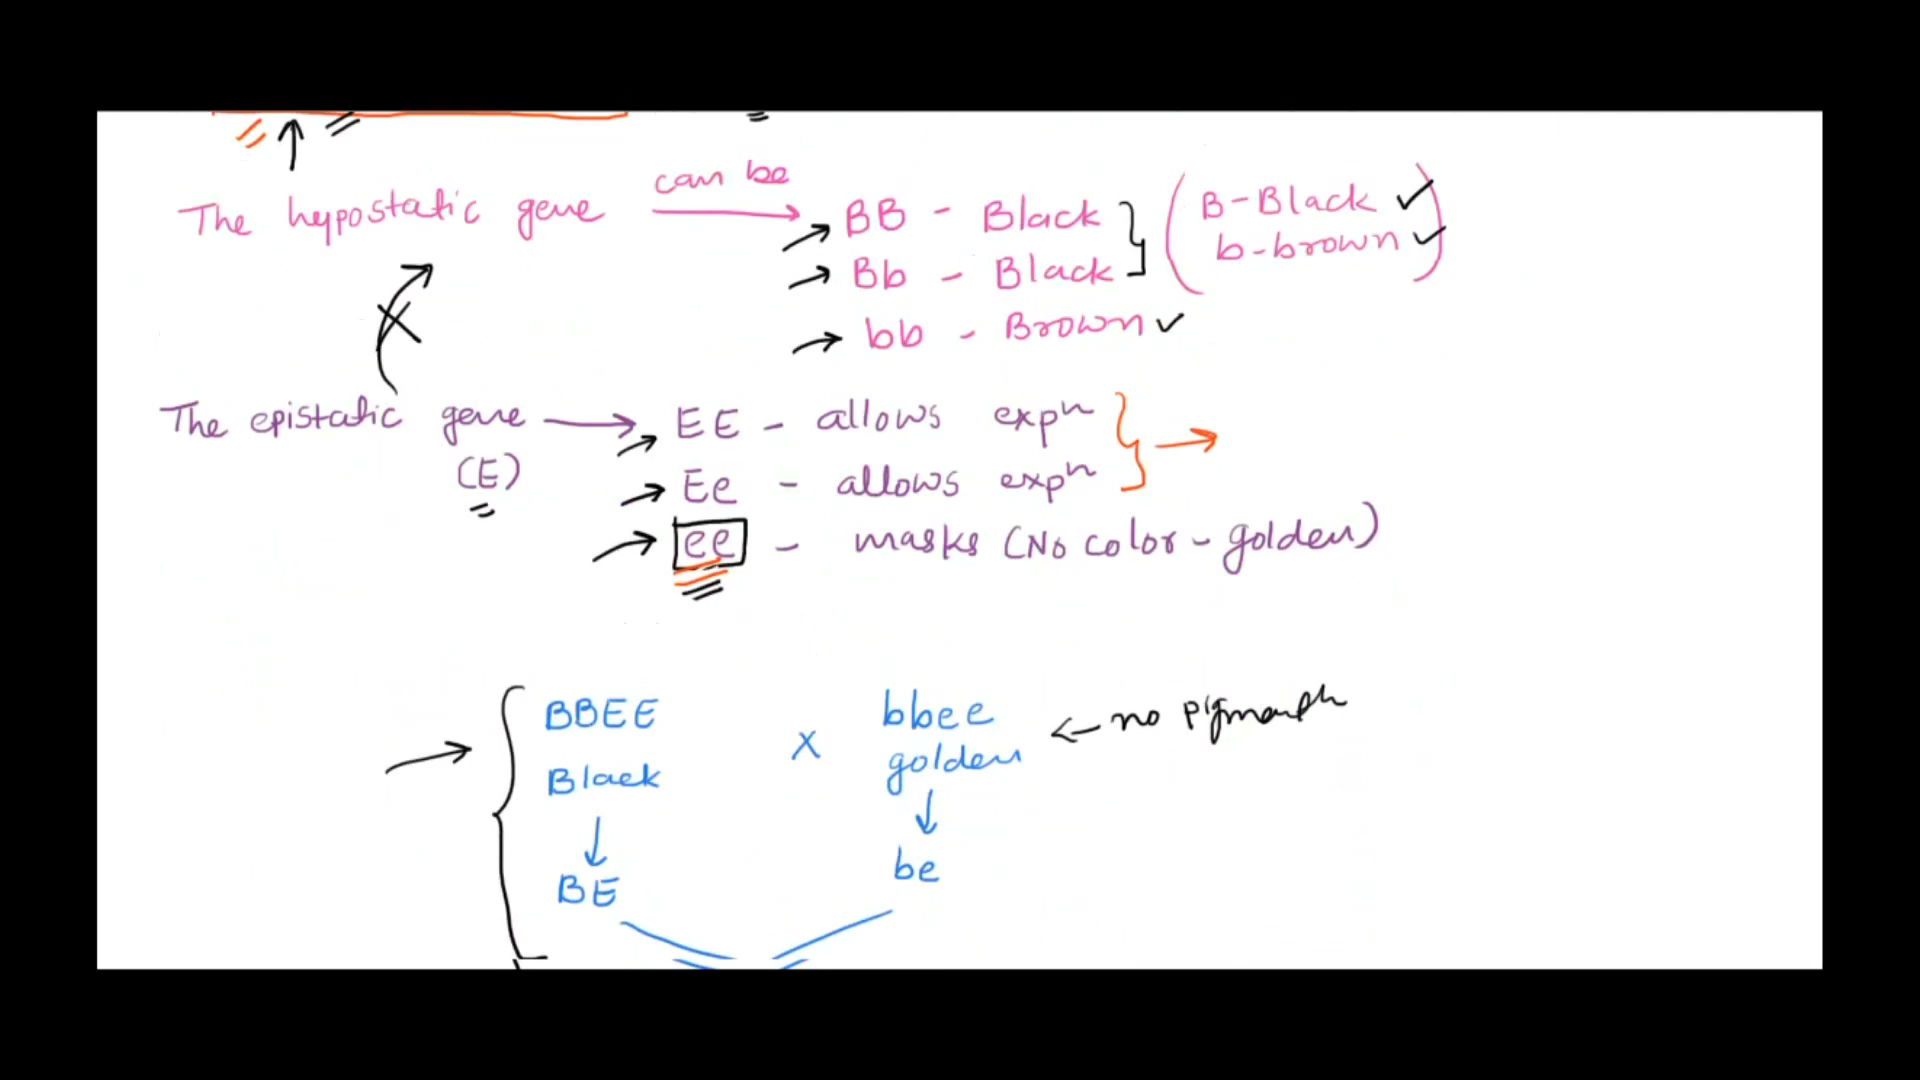 The hypostatic gene can be BB - Black
Bb - Black
bb - Brown
(B-Black
b-brown)
The epistatic gene EE - allows expn
(E)
Ee - allows expn
ee - masks (No color - golden)
BBEE x bbee
Black golden
no
BE be